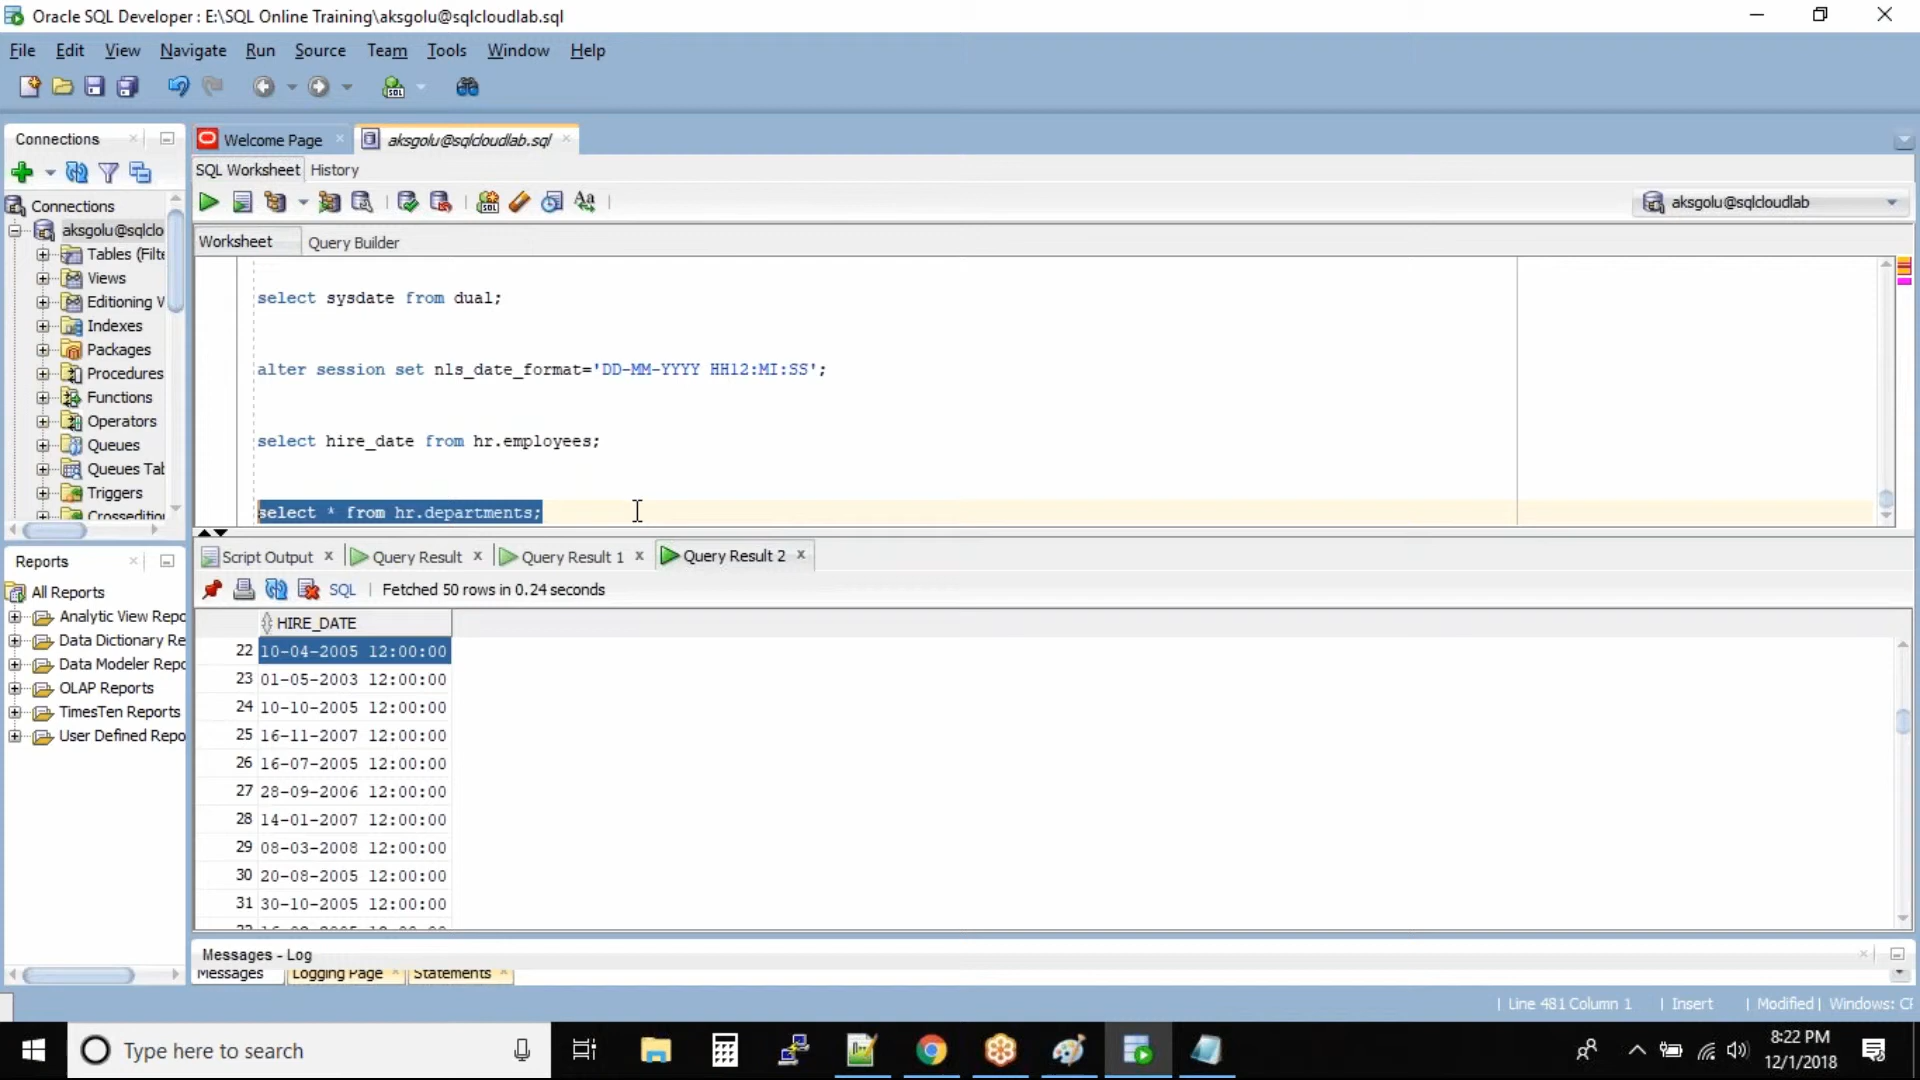 Oracle SQL Developer : E:\SQL Online Training\aksgolu@sqlcloudlab.sql
File Edit View Navigate Run Source Team Tools Window Help
Connections
Welcome Page
aksgolu@sqlcloudlab.sql
SQL Worksheet History
aksgolu@sqlcloudlab
Worksheet Query Builder
Connections
aksgolu@sqlclo
Tables (Filte
Views
Editioning V
Indexes
Packages
Procedures
Functions
Operators
Queues
Queues Tab
Triggers
Crossedition
select sysdate from dual;
alter session set nls_date_format='DD-MM-YYYY HH12:MI:SS';
select hire_date from hr.employees;
select * from hr.departments;
Reports
All Reports
Analytic View Repo
Data Dictionary Re
Data Modeler Repo
OLAP Reports
TimesTen Reports
User Defined Repo
Script Output Query Result Query Result 1 Query Result 2
SQL Fetched 50 rows in 0.24 seconds
HIRE_DATE
22 10-04-2005 12:00:00
23 01-05-2003 12:00:00
24 10-10-2005 12:00:00
25 16-11-2007 12:00:00
26 16-07-2005 12:00:00
27 28-09-2006 12:00:00
28 14-01-2007 12:00:00
29 08-03-2008 12:00:00
30 20-08-2005 12:00:00
31 30-10-2005 12:00:00
Messages - Log
Messages Logging Page Statements
Line 481 Column 1 Insert Modified Windows: CF
Type here to search
8:22 PM
12/1/2018